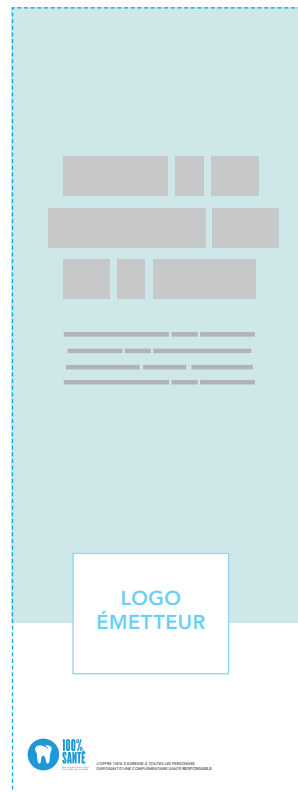 LOGO
ÉMETTEUR
100%
SANTÉ
L'OFFRE 100% S'ADRESSE À TOUTES LES PERSONNES
DISPOSANT D'UNE COMPLÉMENTAIRE SANTÉ RESPONSABLE